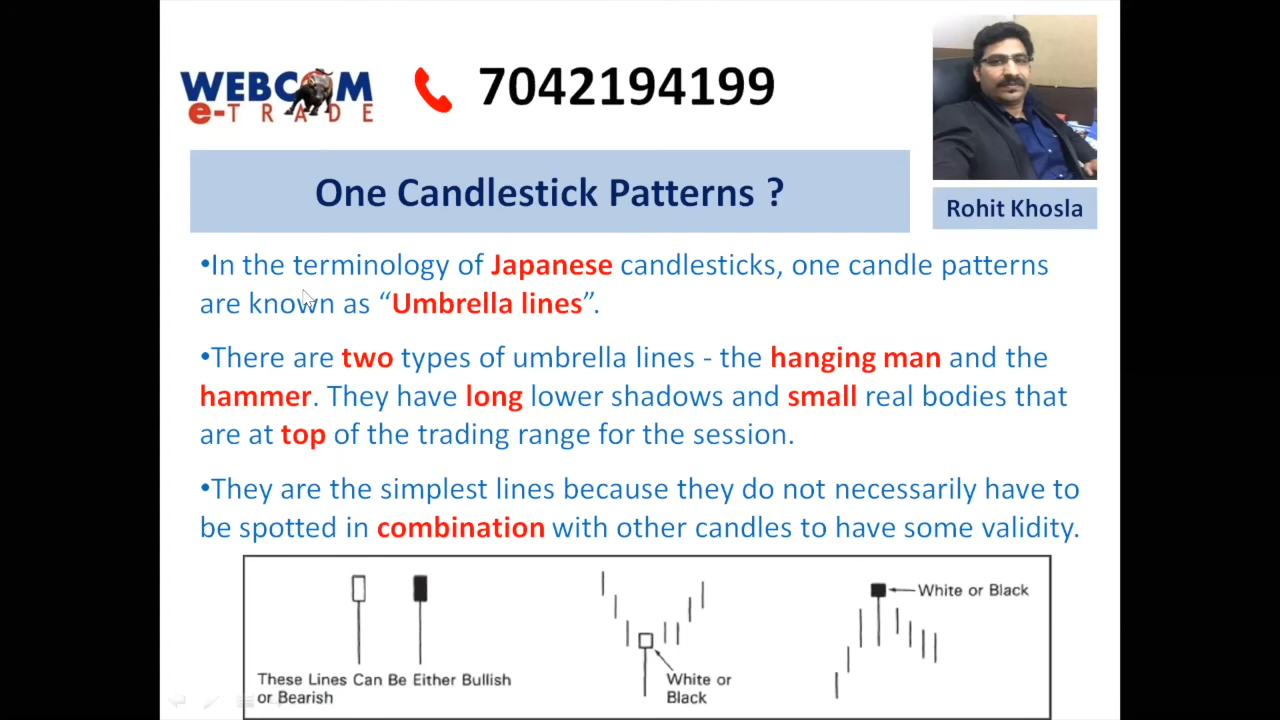 WEBCOM
e-TRADE
7042194199
One Candlestick Patterns ?
Rohit Khosla
•In the terminology of Japanese candlesticks, one candle patterns
are known as “Umbrella lines”.
•There are two types of umbrella lines - the hanging man and the
hammer. They have long lower shadows and small real bodies that
are at top of the trading range for the session.
•They are the simplest lines because they do not necessarily have to
be spotted in combination with other candles to have some validity.
These Lines Can Be Either Bullish
or Bearish
White or
Black
White or Black